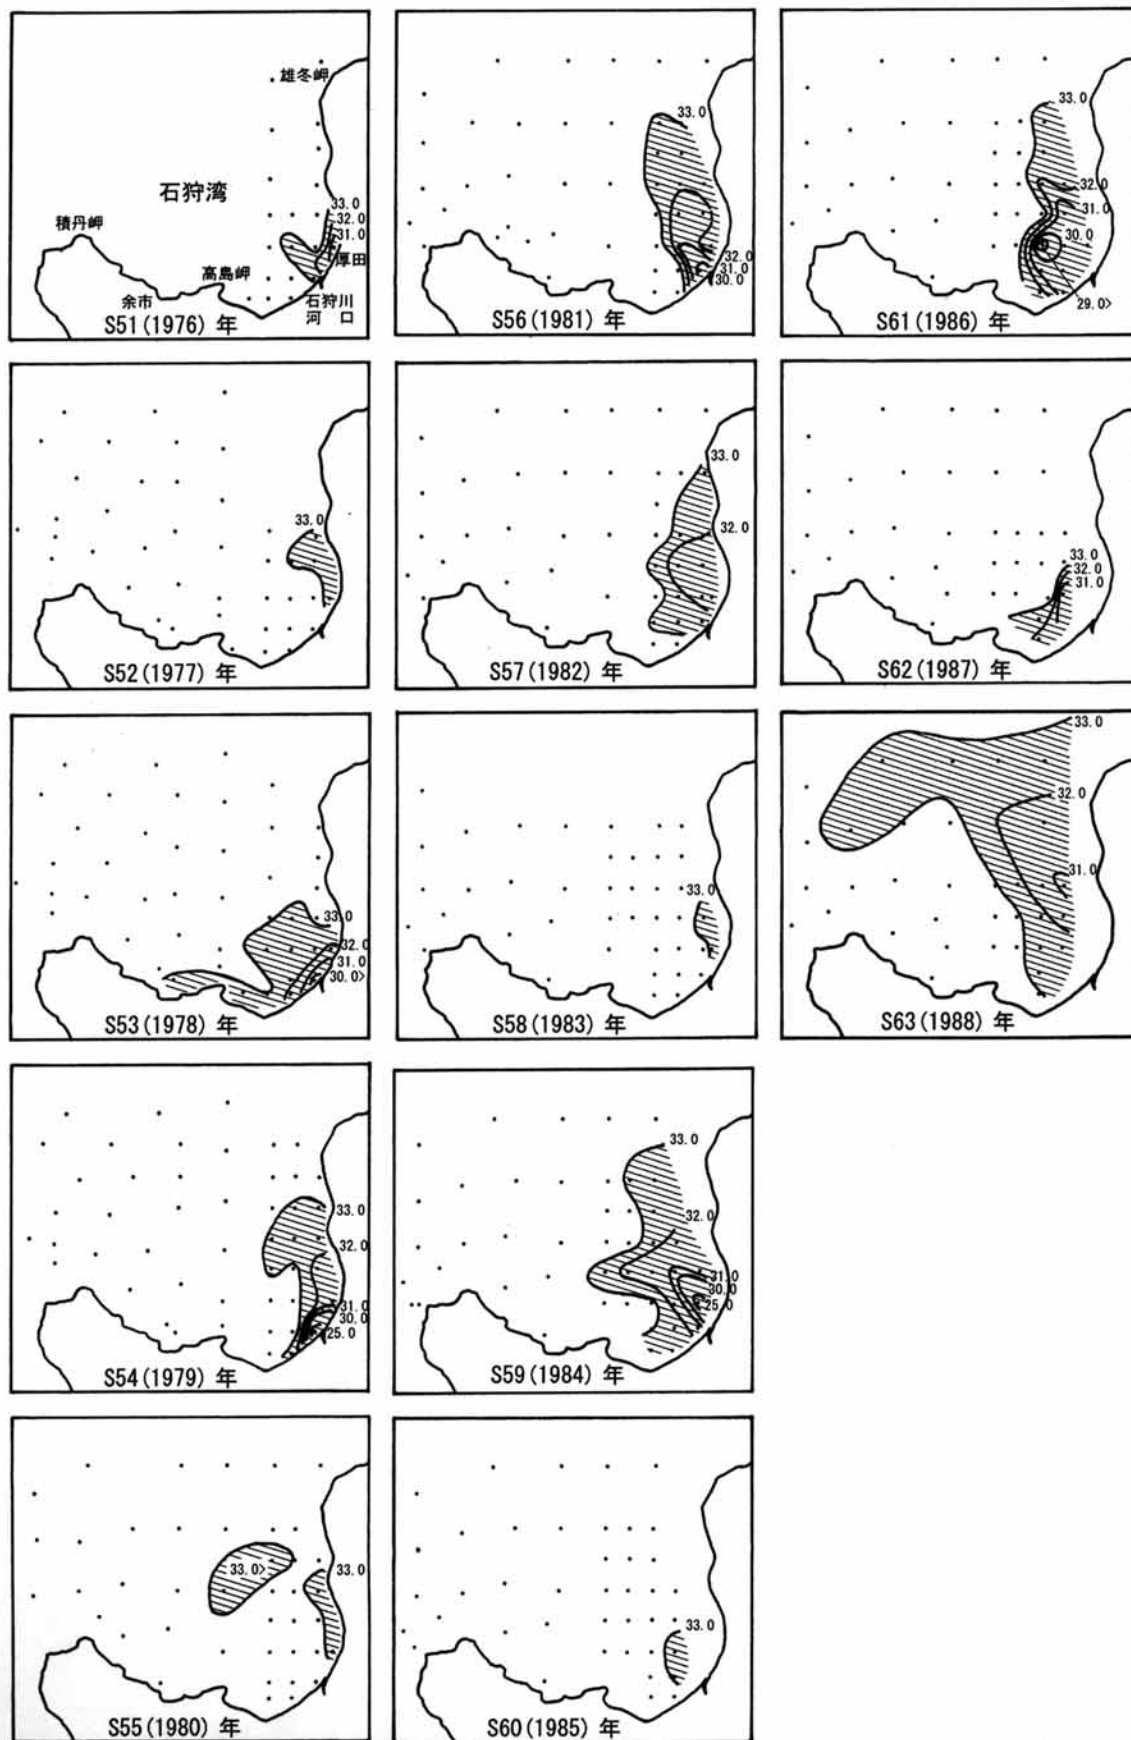 雄冬岬
石狩湾
積丹岬
33.0
32.0
31.0
厚田
高島岬
余市
石狩川
河口
S51(1976) 年
33.0
32.0
31.0
30.0
S56(1981) 年
33.0
32.0
31.0
30.0
29.0>
S61(1986) 年
33.0
S52(1977) 年
33.0
32.0
S57(1982) 年
33.0
32.0
31.0
S62(1987) 年
33.0
32.0
31.0
30.0>
S53(1978) 年
33.0
S58(1983) 年
33.0
32.0
31.0
S63(1988) 年
33.0
32.0
31.0
30.0
25.0
S54(1979) 年
33.0
32.0
31.0
30.0
25.0
S59(1984) 年
33.0>
33.0
S55(1980) 年
33.0
S60(1985) 年